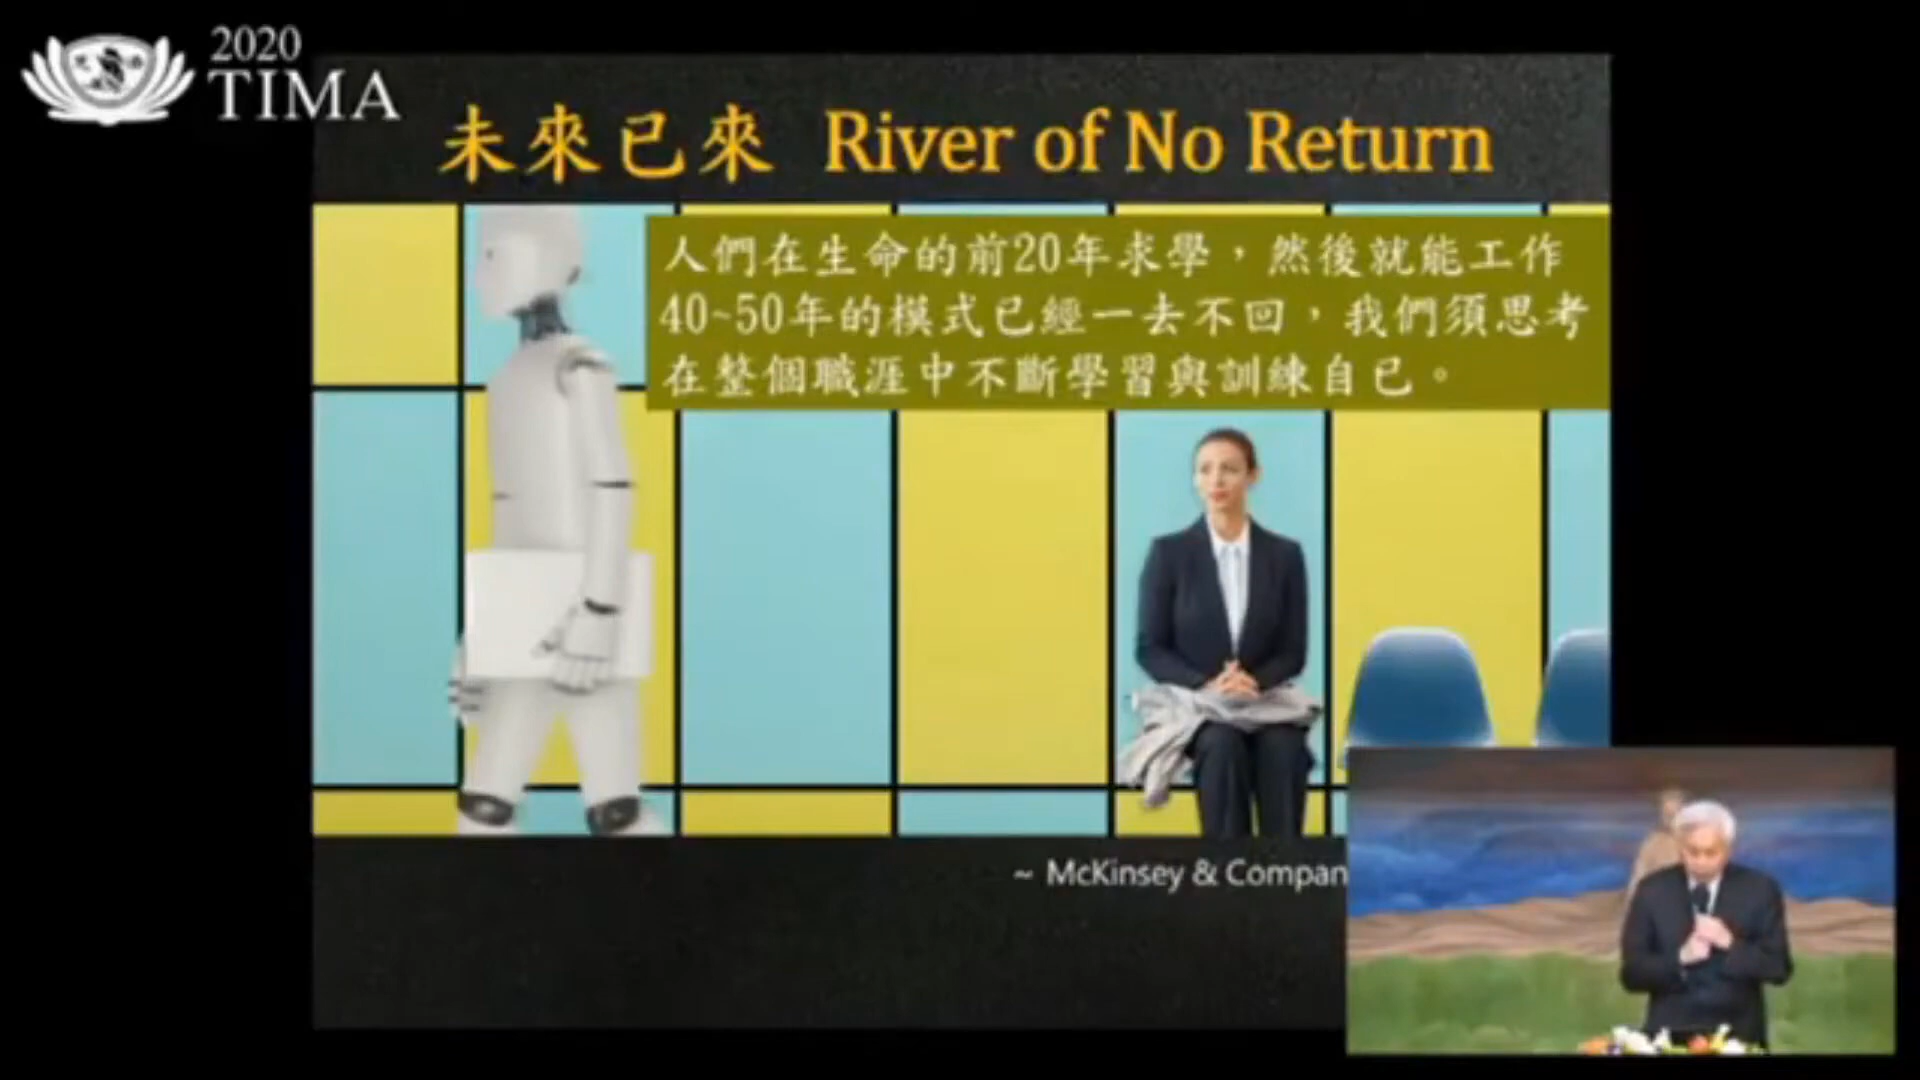 2020
TIMA
未來已來 River of No Return
人們在生命的前20年求學，然後就能工作
40~50年的模式已經一去不回，我們須思考
在整個職涯中不斷學習與訓練自己。
~ McKinsey & Compan